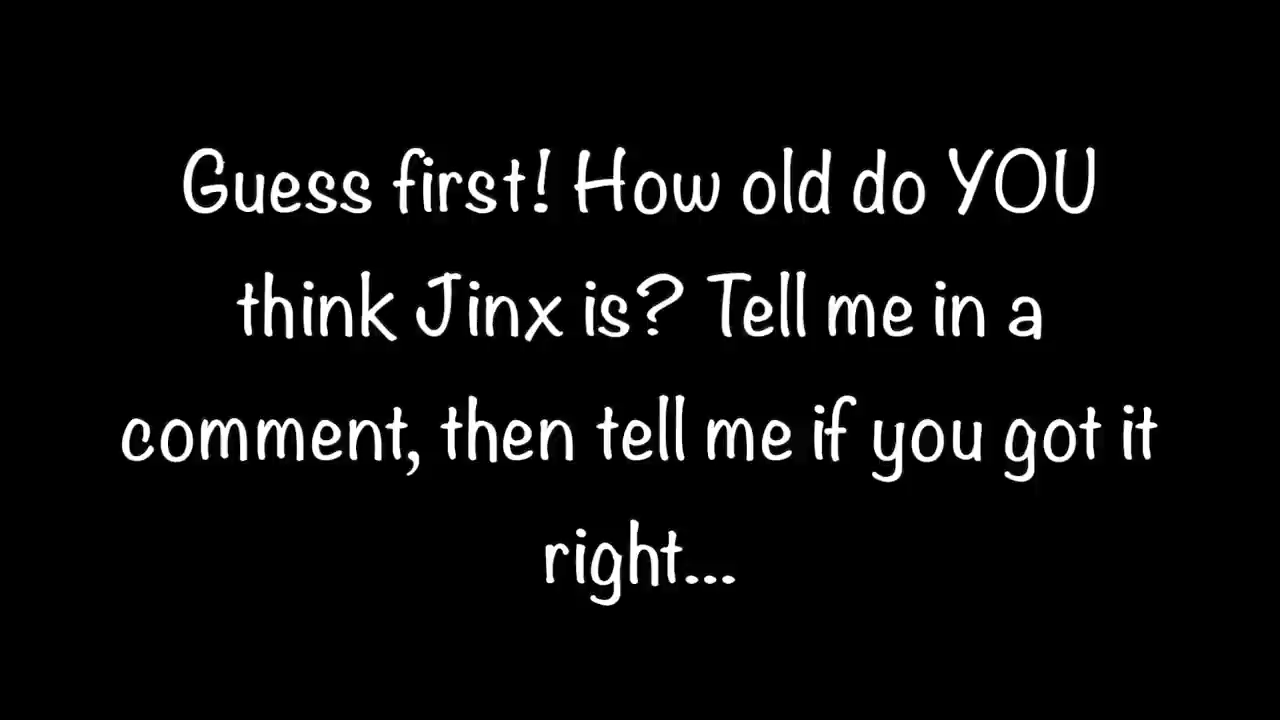 Guess first! How old do YOU
think Jinx is? Tell me in a
comment, then tell me if you got it
right...